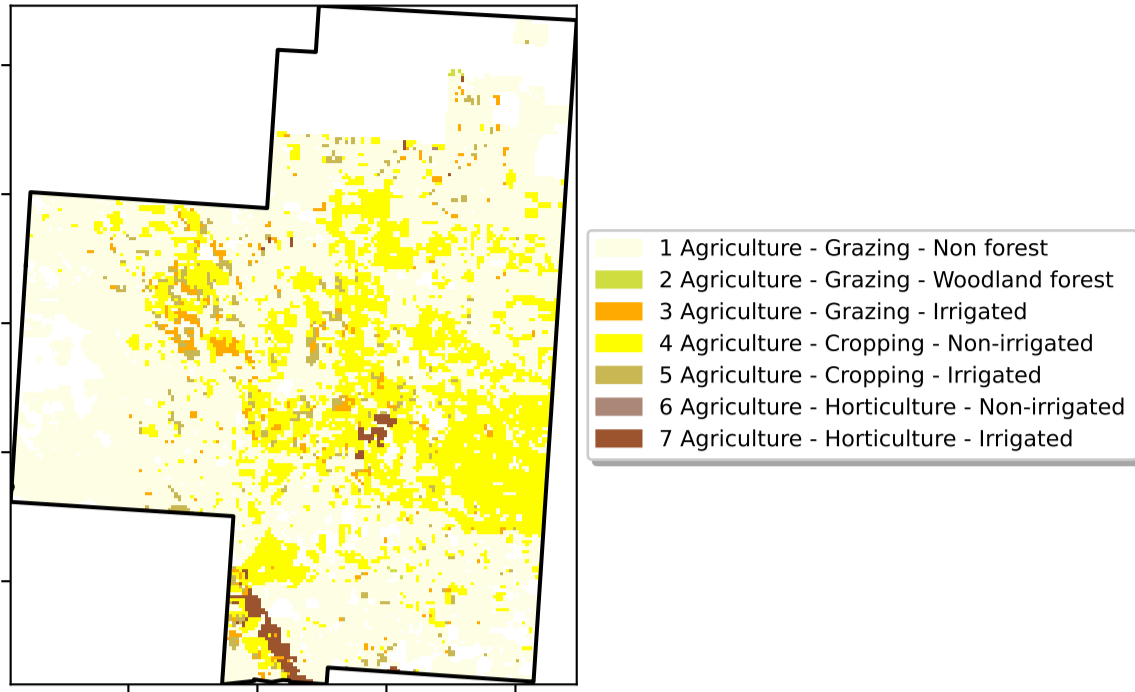 1 Agriculture - Grazing - Non forest
2 Agriculture - Grazing - Woodland forest
3 Agriculture - Grazing - Irrigated
4 Agriculture - Cropping - Non-irrigated
5 Agriculture - Cropping - Irrigated
6 Agriculture - Horticulture - Non-irrigated
7 Agriculture - Horticulture - Irrigated